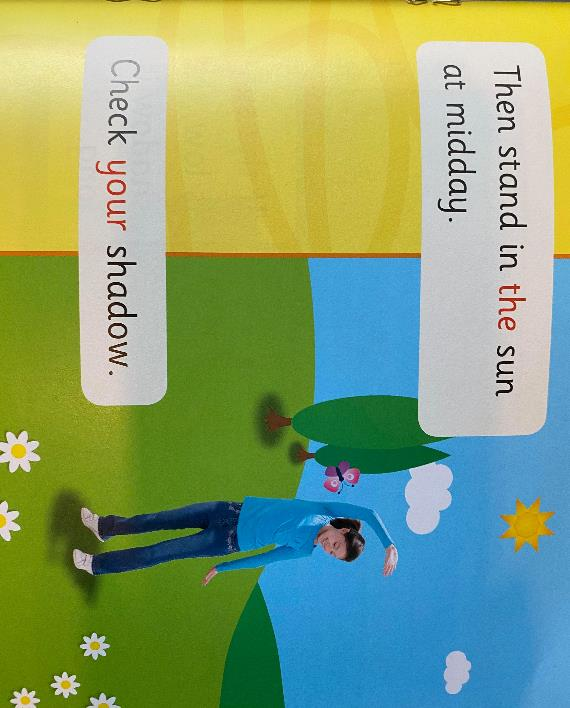 Then stand in the sun
at midday.
Check your shadow.